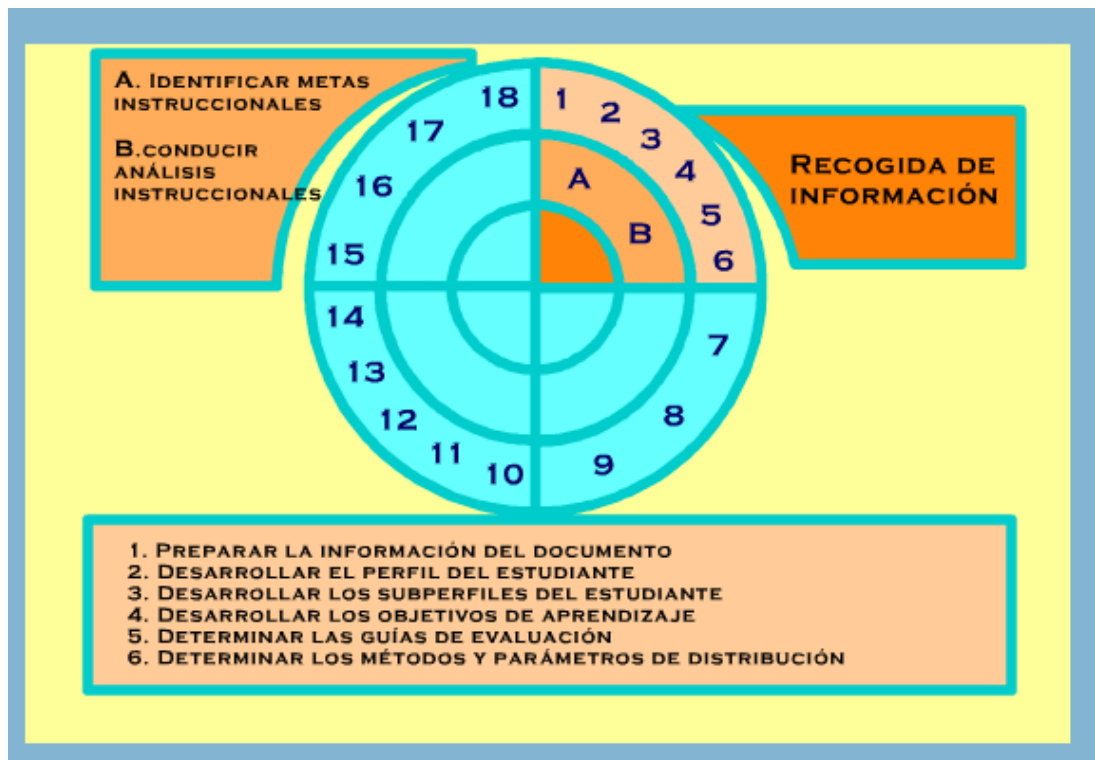 A. Identificar metas
instruccionales
B.conducir
análisis
instruccionales
Recogida de
información
18
1
2
3
4
5
6
7
8
9
10
11
12
13
14
15
16
17
A
B
1. Preparar la información del documento
2. Desarrollar el perfil del estudiante
3. Desarrollar los subperfiles del estudiante
4. Desarrollar los objetivos de aprendizaje
5. Determinar las guías de evaluación
6. Determinar los métodos y parámetros de distribución